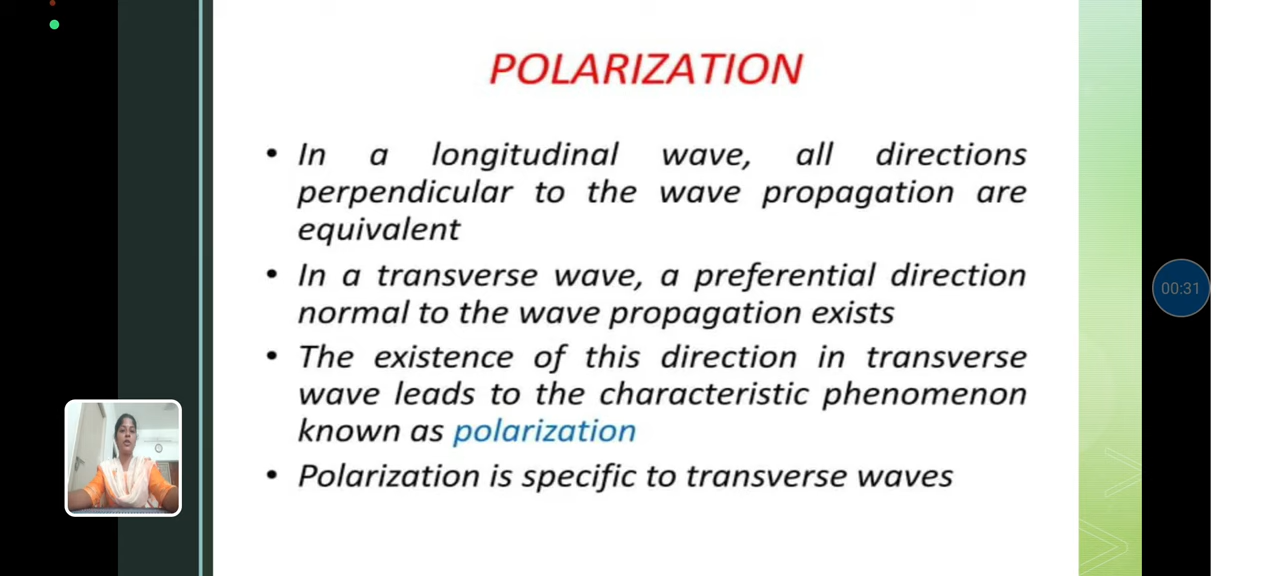 POLARIZATION
• In a longitudinal wave, all directions
perpendicular to the wave propagation are
equivalent
• In a transverse wave, a preferential direction
normal to the wave propagation exists
• The existence of this direction in transverse
wave leads to the characteristic phenomenon
known as polarization
• Polarization is specific to transverse waves
00:31